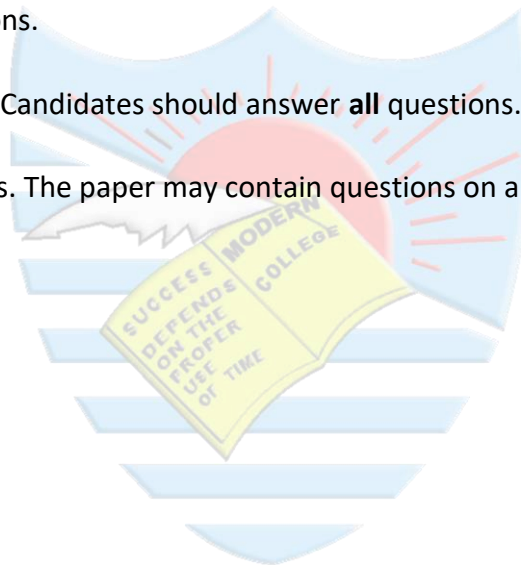 ons.
Candidates should answer all questions.
s. The paper may contain questions on a
MODERN
COLLEGE
SUCCESS
DEPENDS
ON THE
PROPER
USE
OF TIME